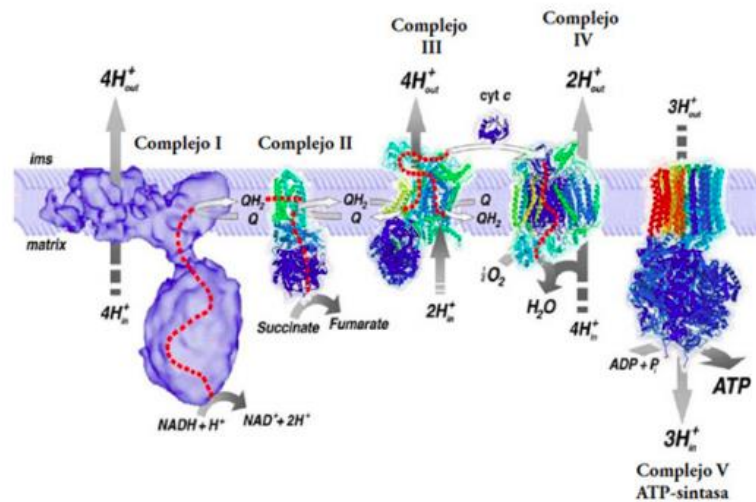 Complejo
III
Complejo
IV
4H⁺out
4H⁺out
2H⁺out
cyt c
3H⁺out
Complejo I
Complejo II
ims
matrix
QH₂
Q
QH₂
Q
Q
QH₂
4H⁺in
Succinate
Fumarate
2H⁺in
½O₂
H₂O
4H⁺in
ADP + Pi
ATP
NADH + H⁺
NAD⁺ + 2H⁺
3H⁺in
Complejo V
ATP-sintasa